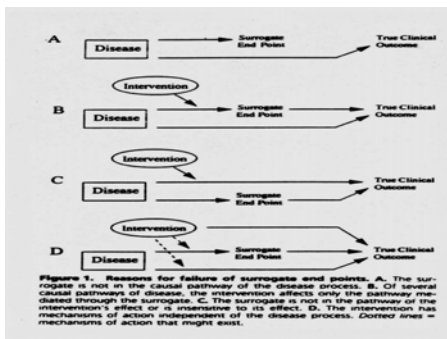 A
Disease
Surrogate
End Point
True Clinical
Outcome
Intervention
B
Disease
Surrogate
End Point
True Clinical
Outcome
Intervention
C
Disease
Surrogate
End Point
True Clinical
Outcome
Intervention
D
Disease
Surrogate
End Point
True Clinical
Outcome
Figure 1. Reasons for failure of surrogate end points. A. The sur-
rogate is not in the causal pathway of the disease process. B. Of several
causal pathways of disease, the intervention affects only the pathway me-
diated through the surrogate. C. The surrogate is not in the pathway of the
intervention's effect or is insensitive to its effect. D. The intervention has
mechanisms of action independent of the disease process. Dotted lines =
mechanisms of action that might exist.